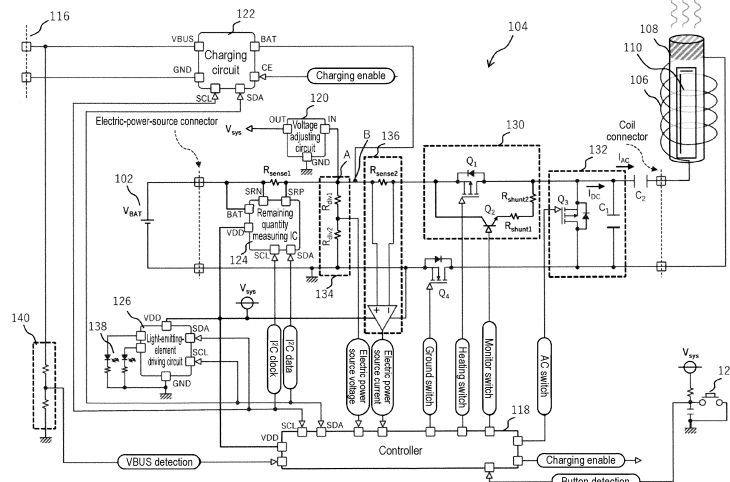 116
122
104
VBUS
BAT
Charging
circuit
GND
CE
Charging enable
SCL
SDA
120
OUT
IN
Voltage
adjusting
circuit
Vsys
GND
Electric-power-source connector
A
B
136
130
108
110
106
Coil
connector
132
IAC
IDC
C2
C1
102
VBAT
Rsense1
SRN
SRP
BAT
VDD
Remaining
quantity
measuring IC
124
SCL
SDA
Rdiv1
Rdiv2
134
Rsense2
Q1
Q2
Rshunt2
Rshunt1
Q3
Q4
Vsys
126
VDD
140
138
Light-emitting-
element
driving circuit
SDA
SCL
GND
I²C clock
I²C data
Electric power
source voltage
Electric power
source current
+ −
Ground switch
Heating switch
Monitor switch
AC switch
Vsys
12
118
SCL
SDA
VDD
Controller
VBUS detection
Charging enable
Button detection